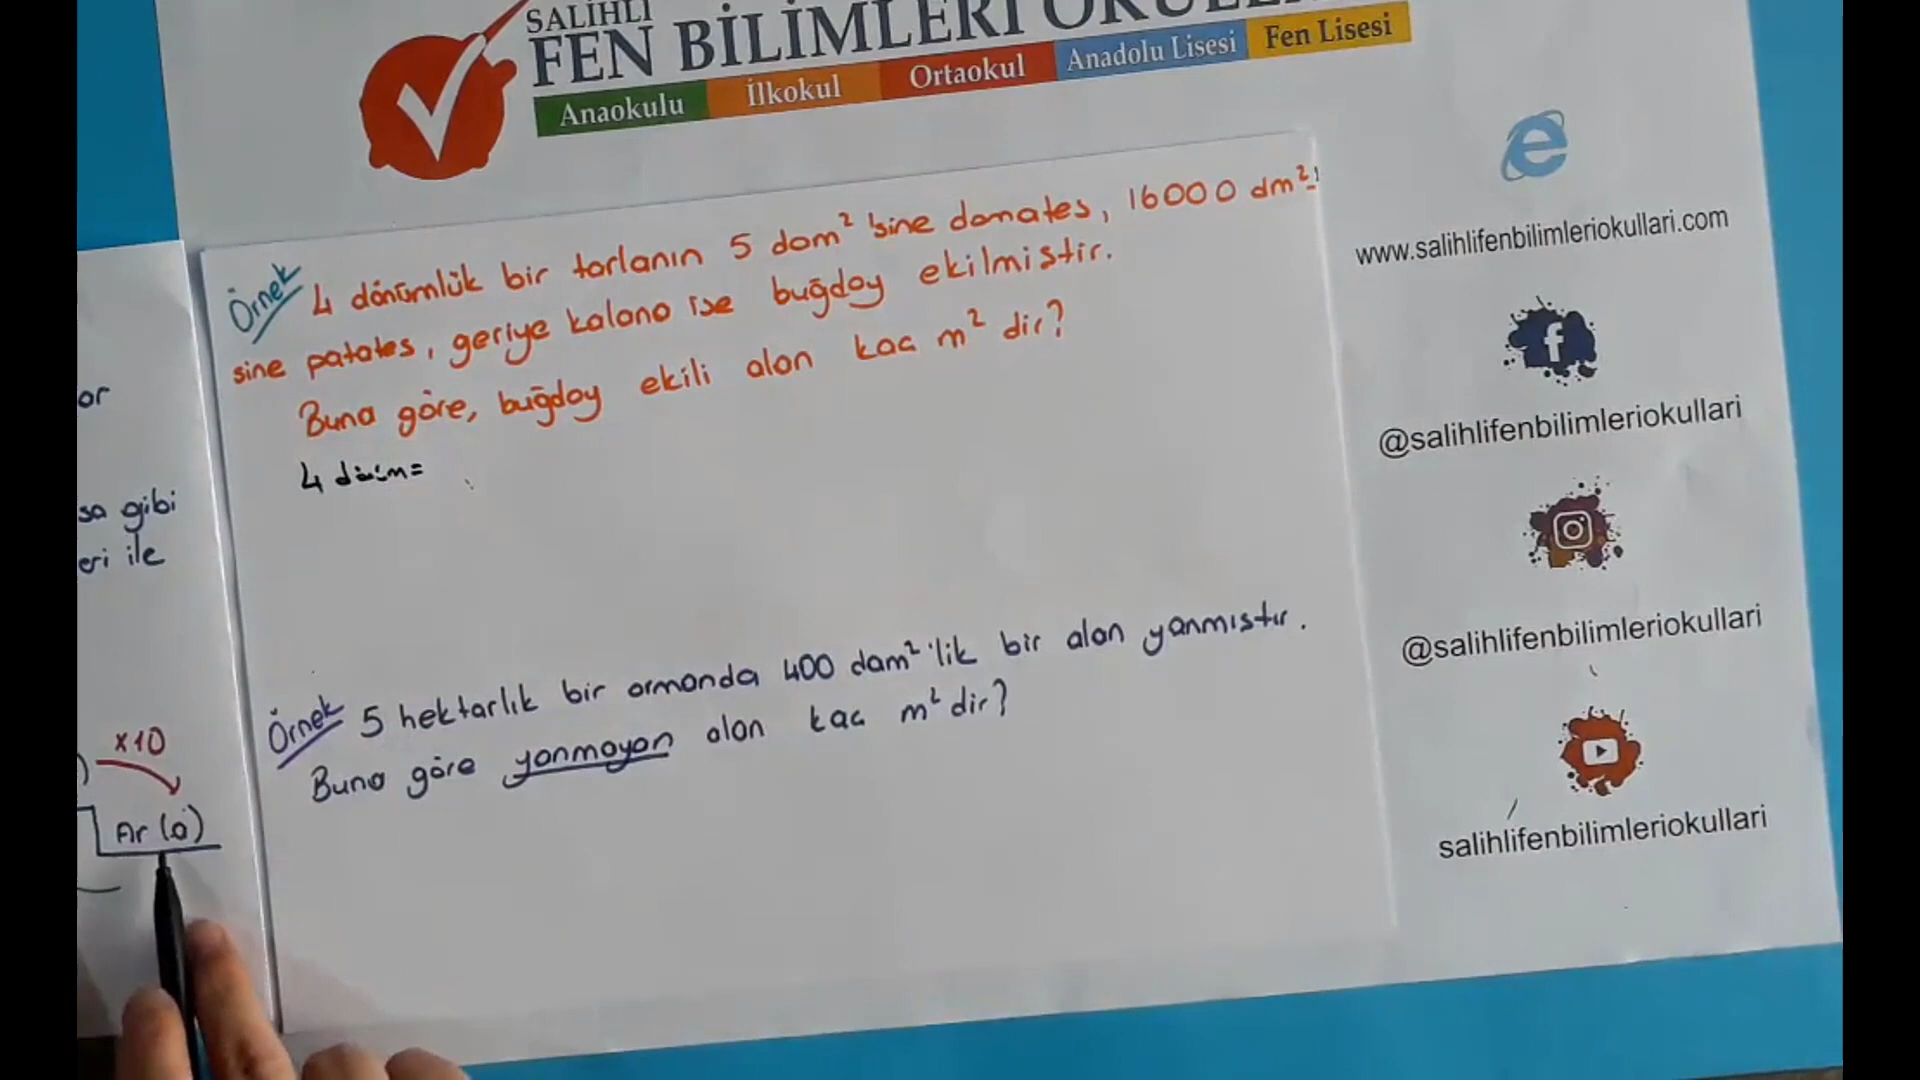 SALİHLİ
FEN BİLİMLERİ
Anaokulu İlkokul Ortaokul Anadolu Lisesi Fen Lisesi
Örnek 4 dönümlük bir tarlanın 5 dam² 'sine domates, 16000 dm²'
sine patates, geriye kalana ise buğday ekilmiştir.
Buna göre, buğday ekili alan kaç m² dir?
4 dönüm=
Örnek 5 hektarlık bir ormanda 400 dam²'lik bir alan yanmıştır.
Buna göre yanmayan alan kaç m² dir?
or
sa gibi
eri ile
x10
Ar (a)
www.salihlifenbilimleriokullari.com
@salihlifenbilimleriokullari
@salihlifenbilimleriokullari
salihlifenbilimleriokullari